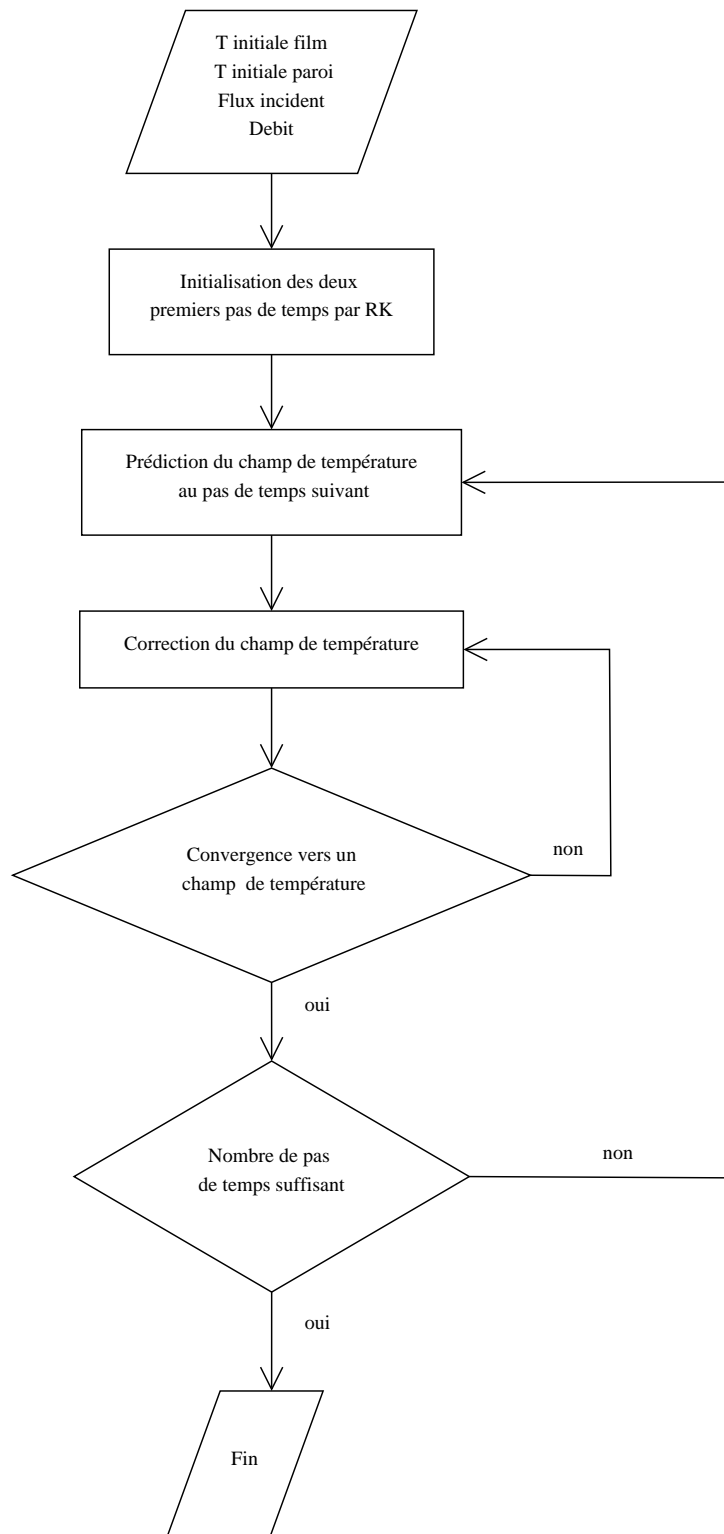 T initiale film
T initiale paroi
Flux incident
Debit
Initialisation des deux
premiers pas de temps par RK
Prédiction du champ de température
au pas de temps suivant
Correction du champ de température
Convergence vers un
champ de température
non
oui
Nombre de pas
de temps suffisant
non
oui
Fin